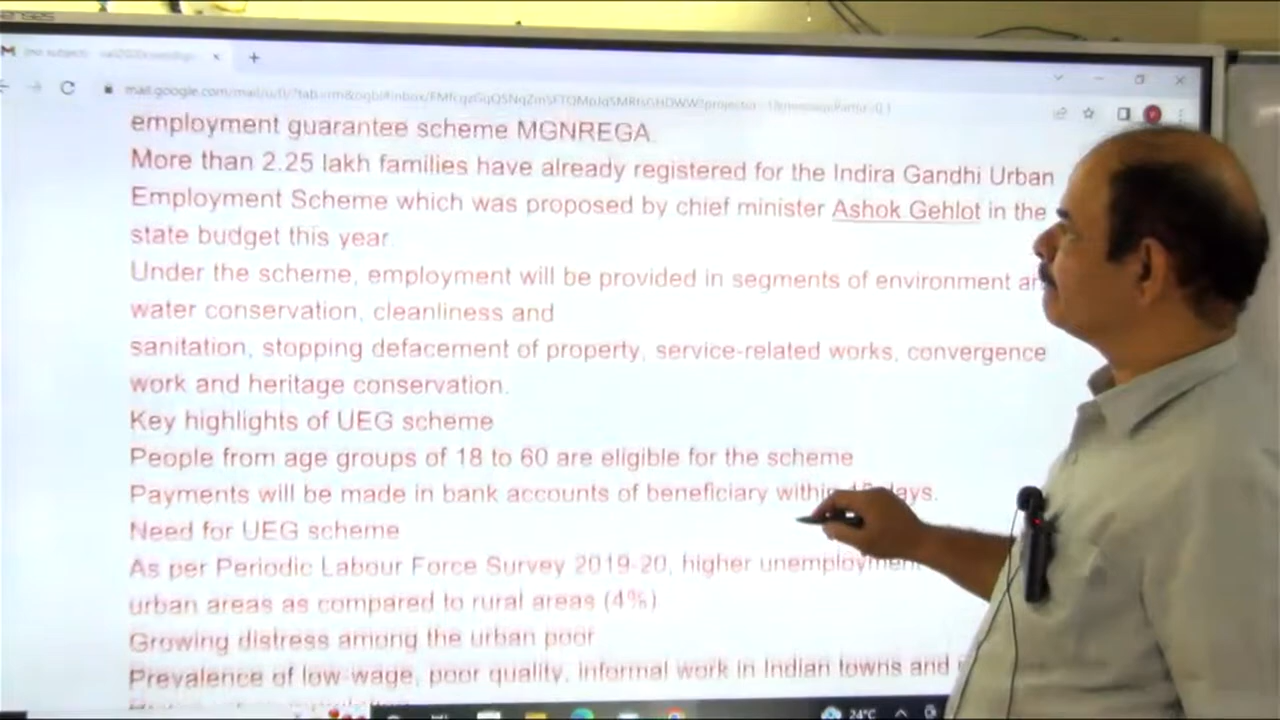 employment guarantee scheme MGNREGA.
More than 2.25 lakh families have already registered for the Indira Gandhi Urban
Employment Scheme which was proposed by chief minister Ashok Gehlot in the
state budget this year.
Under the scheme, employment will be provided in segments of environment
water conservation, cleanliness and
sanitation, stopping defacement of property, service-related works, convergence
work and heritage conservation.
Key highlights of UEG scheme
People from age groups of 18 to 60 are eligible for the scheme
Payments will be made in bank accounts of beneficiary within days.
Need for UEG scheme
As per Periodic Labour Force Survey 2019-20, higher unemployment
urban areas as compared to rural areas (4%)
Growing distress among the urban poor
Prevalence of low-wage, poor quality, informal work in Indian towns and
24°C